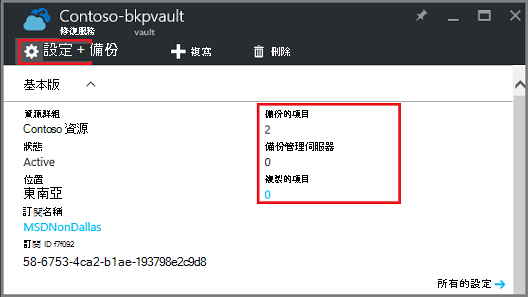 Contoso-bkpvault
修復服務 vault
設定 + 備份 複寫 刪除
基本版
資源群組
Contoso 資源
狀態
Active
位置
東南亞
訂閱名稱
MSDNonDallas
訂閱 ID f7f092
58-6753-4ca2-b1ae-193798e2c9d8
備份的項目
2
備份管理伺服器
0
複製的項目
0
所有的設定